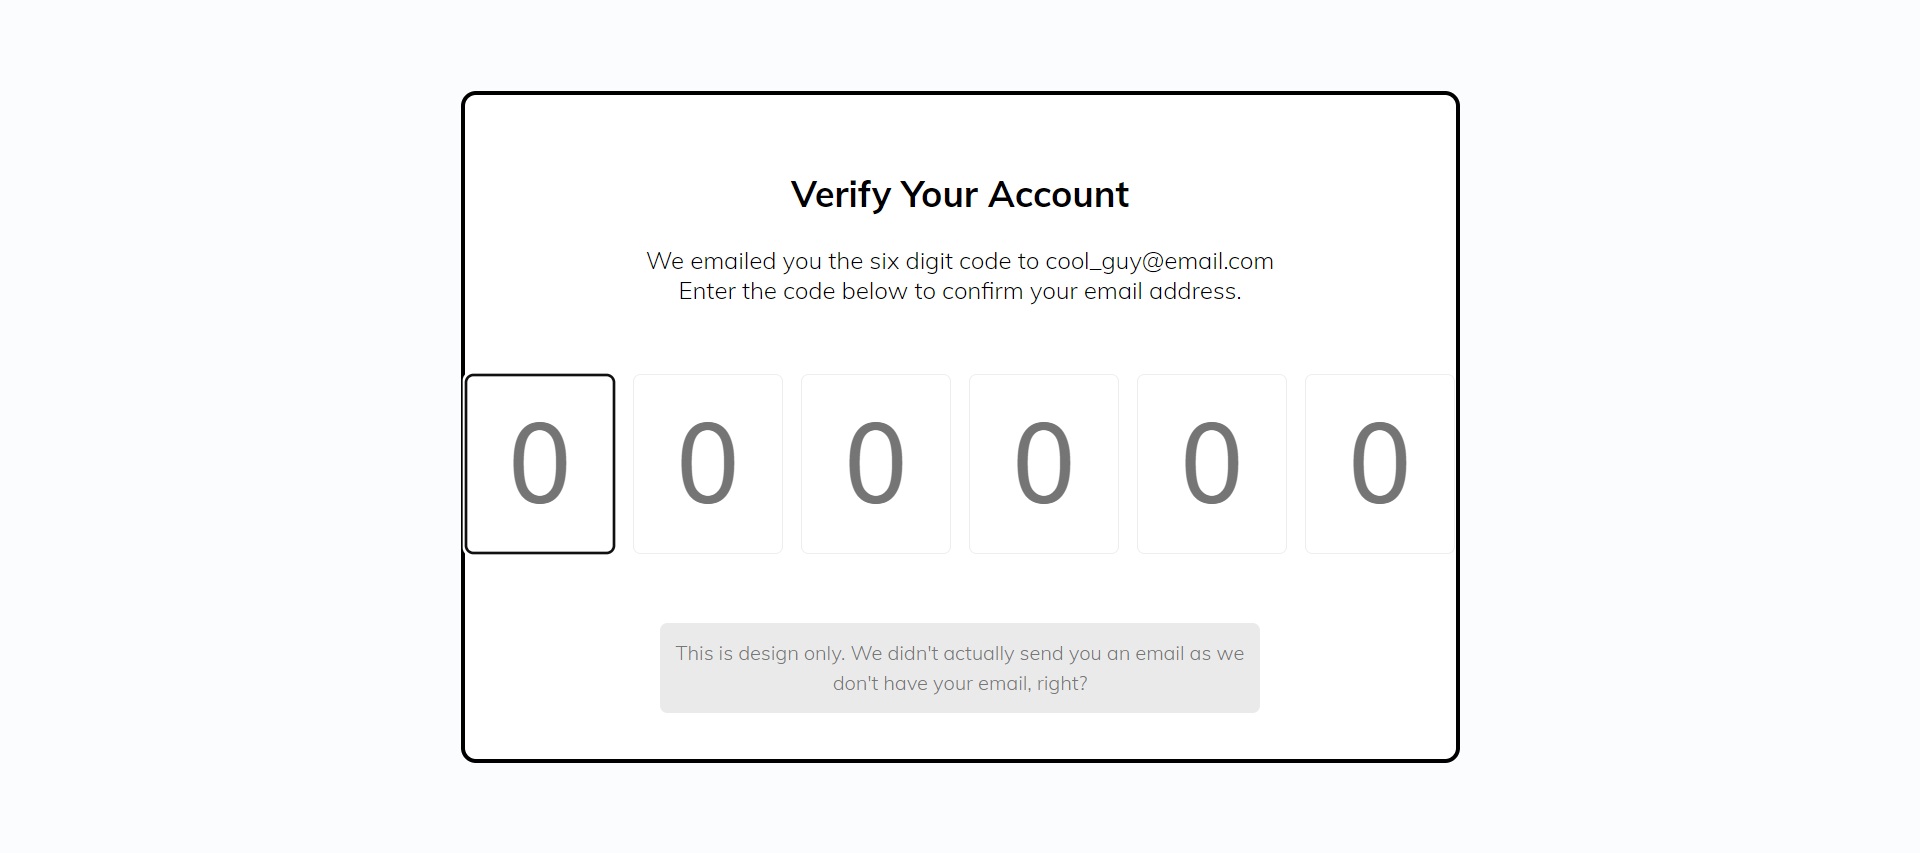 Verify Your Account
We emailed you the six digit code to cool_guy@email.com
Enter the code below to confirm your email address.
0 0 0 0 0 0
This is design only. We didn't actually send you an email as we
don't have your email, right?